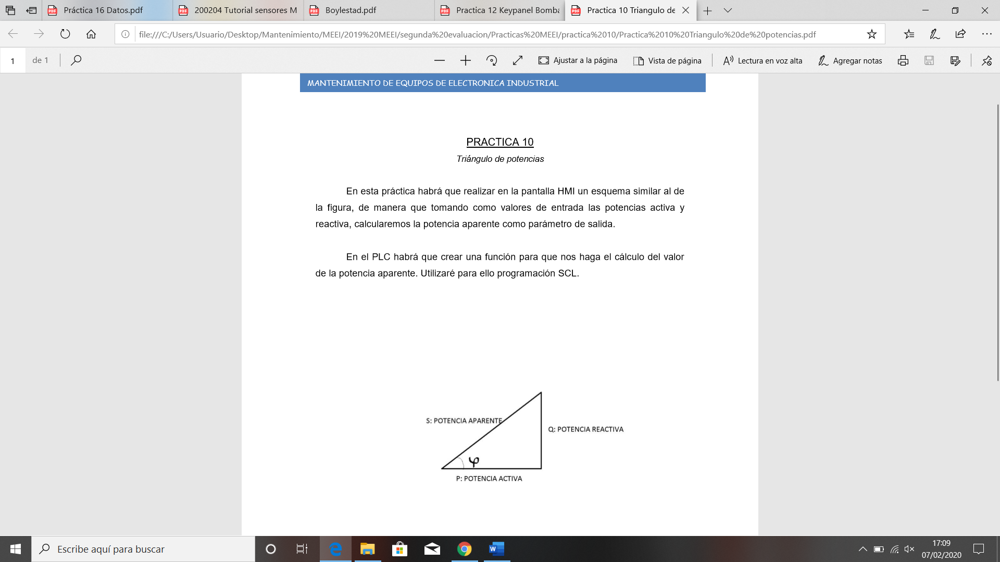 Práctica 16 Datos.pdf
200204 Tutorial sensores M
Boylestad.pdf
Practica 12 Keypanel Bomba
Practica 10 Triangulo de
file:///C:/Users/Usuario/Desktop/Mantenimiento/MEEI/2019%20MEEI/segunda%20evaluacion/Practicas%20MEEI/practica%2010/Practica%2010%20Triangulo%20de%20potencias.pdf
1
de 1
Ajustar a la página
Vista de página
Lectura en voz alta
Agregar notas
MANTENIMIENTO DE EQUIPOS DE ELECTRONICA INDUSTRIAL
PRACTICA 10
Triángulo de potencias
En esta práctica habrá que realizar en la pantalla HMI un esquema similar al de
la figura, de manera que tomando como valores de entrada las potencias activa y
reactiva, calcularemos la potencia aparente como parámetro de salida.
En el PLC habrá que crear una función para que nos haga el cálculo del valor
de la potencia aparente. Utilizaré para ello programación SCL.
S: POTENCIA APARENTE
Q: POTENCIA REACTIVA
φ
P: POTENCIA ACTIVA
Escribe aquí para buscar
17:09
07/02/2020